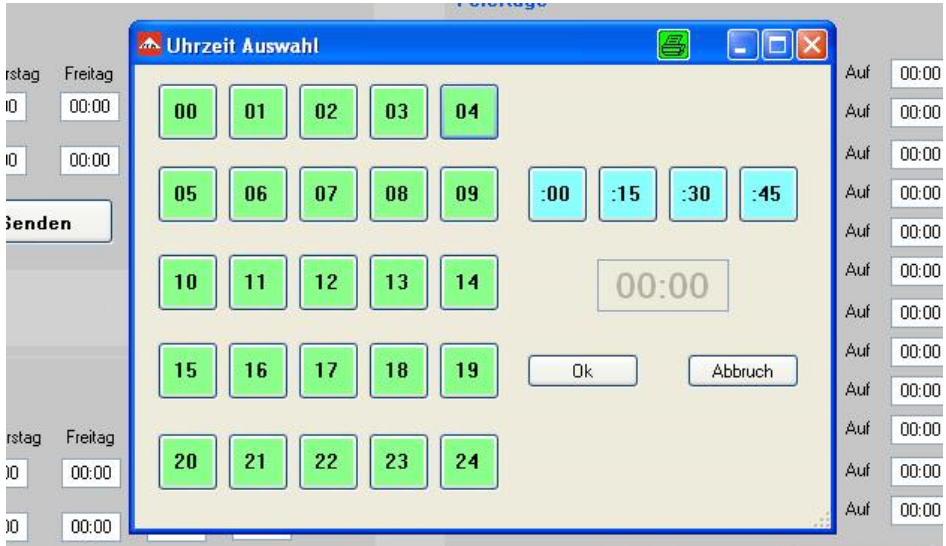 Uhrzeit Auswahl
rstag Freitag
00:00
00:00
Senden
00 01 02 03 04
05 06 07 08 09
:00 :15 :30 :45
10 11 12 13 14
00:00
15 16 17 18 19
Ok Abbruch
20 21 22 23 24
rstag Freitag
00:00
00:00
Auf 00:00
Auf 00:00
Auf 00:00
Auf 00:00
Auf 00:00
Auf 00:00
Auf 00:00
Auf 00:00
Auf 00:00
Auf 00:00
Auf 00:00
Auf 00:00